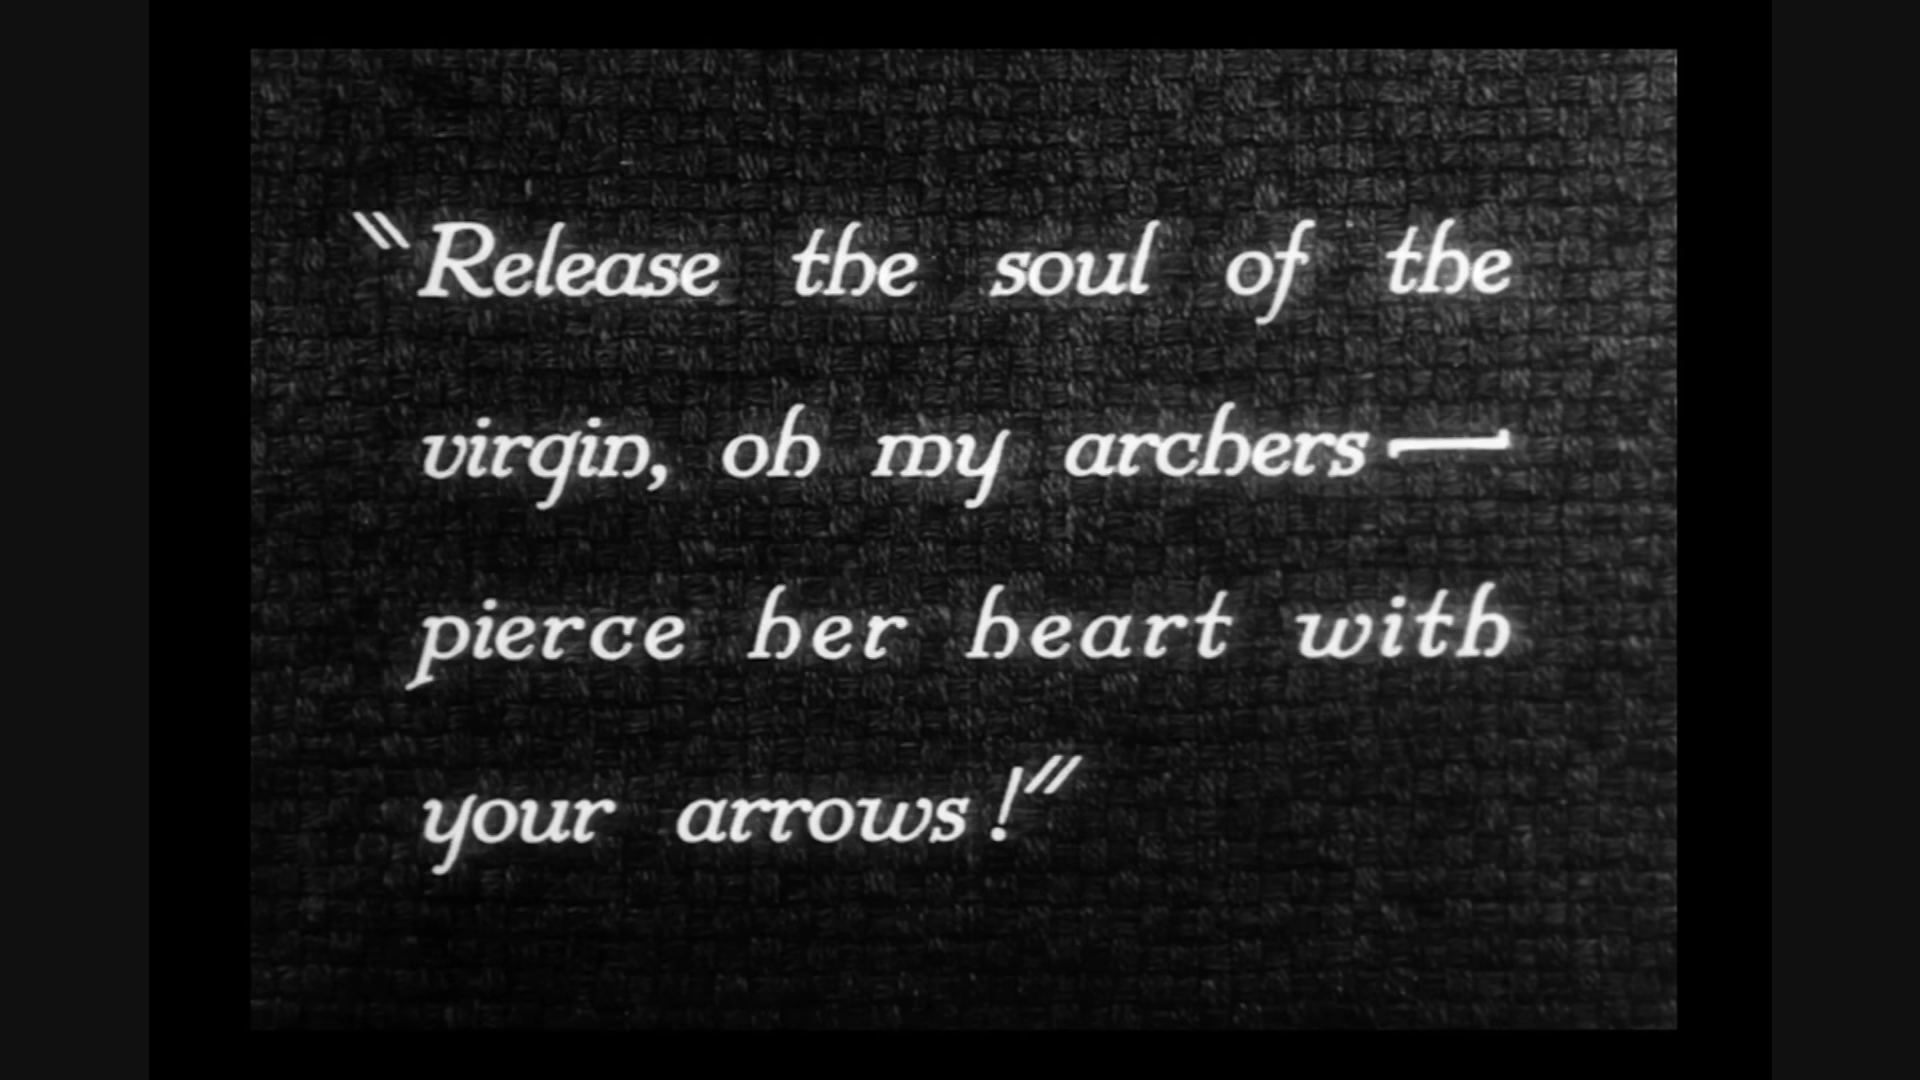 "Release the soul of the
virgin, oh my archers—
pierce her heart with
your arrows!"